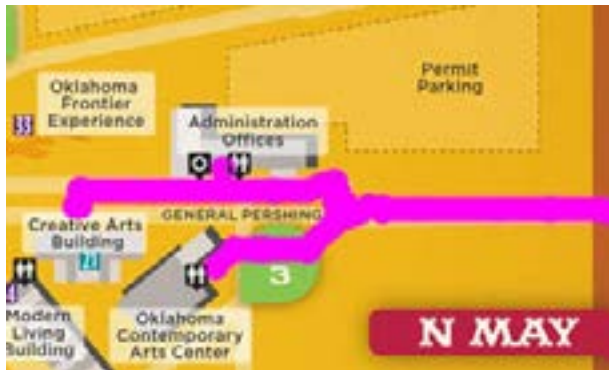 Permit
Parking
Oklahoma
Frontier
Experience
33
Administration
Offices
GENERAL PERSHING
Creative Arts
Building
3
Modern
Living
Building
Oklahoma
Contemporary
Arts Center
N MAY